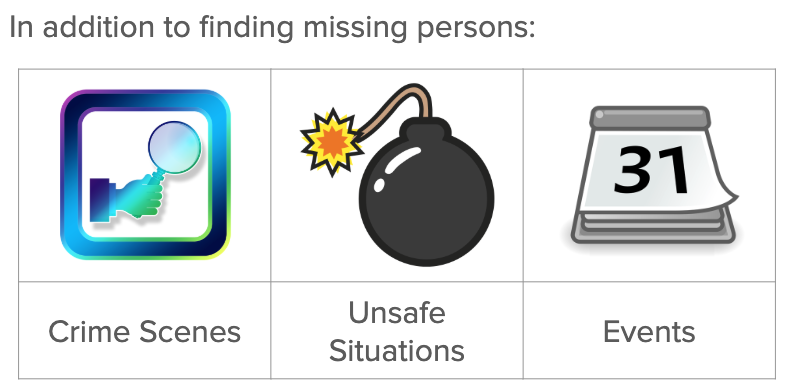 In addition to finding missing persons:
31
Crime Scenes
Unsafe
Situations
Events